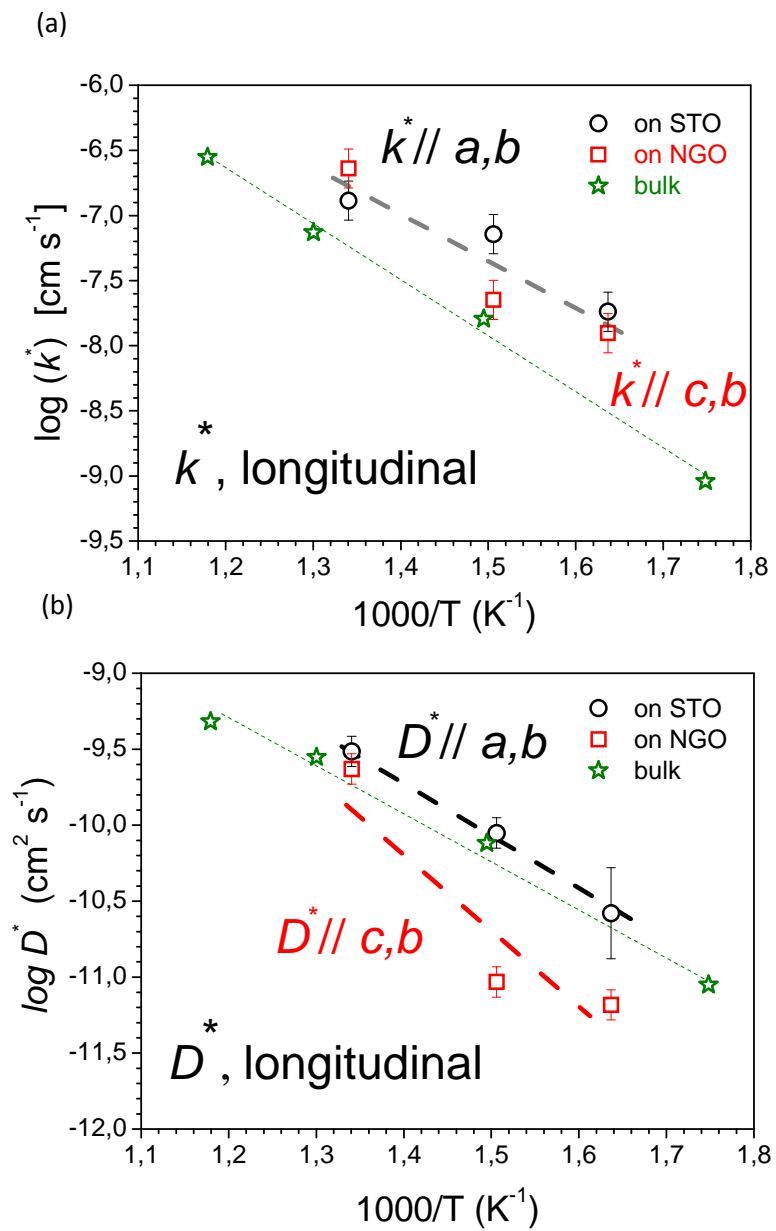 (a)
-6,0
-6,5
-7,0
-7,5
-8,0
-8,5
-9,0
-9,5
log (k*) [cm s⁻¹]
k*// a,b
on STO
on NGO
bulk
k*// c,b
k*, longitudinal
1,1 1,2 1,3 1,4 1,5 1,6 1,7 1,8
1000/T (K⁻¹)
(b)
-9,0
-9,5
-10,0
-10,5
-11,0
-11,5
-12,0
log D* (cm² s⁻¹)
D*// a,b
on STO
on NGO
bulk
D*// c,b
D*, longitudinal
1,1 1,2 1,3 1,4 1,5 1,6 1,7 1,8
1000/T (K⁻¹)